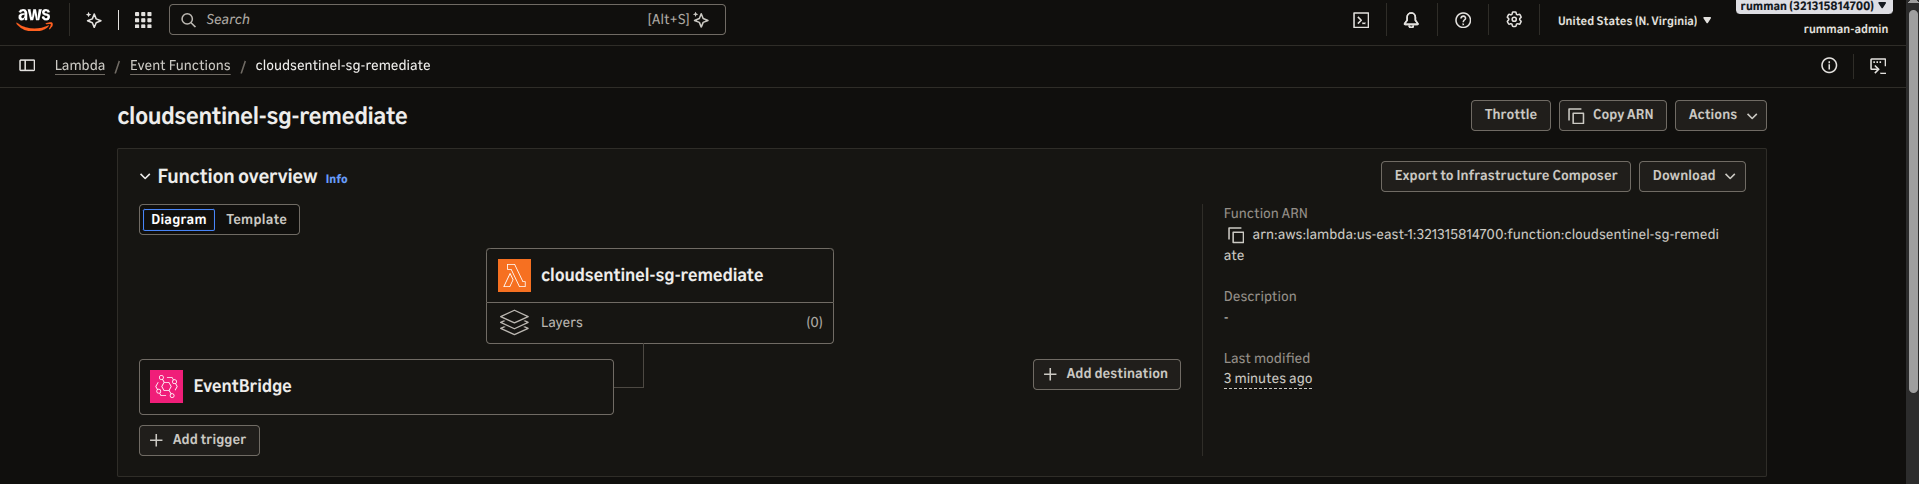 aws
Search
[Alt+S]
United States (N. Virginia)
rumman (321315814700)
rumman-admin
Lambda / Event Functions / cloudsentinel-sg-remediate
cloudsentinel-sg-remediate
Throttle
Copy ARN
Actions
Function overview Info
Export to Infrastructure Composer
Download
Diagram
Template
cloudsentinel-sg-remediate
Layers (0)
EventBridge
Add trigger
Add destination
Function ARN
arn:aws:lambda:us-east-1:321315814700:function:cloudsentinel-sg-remedi
ate
Description
-
Last modified
3 minutes ago